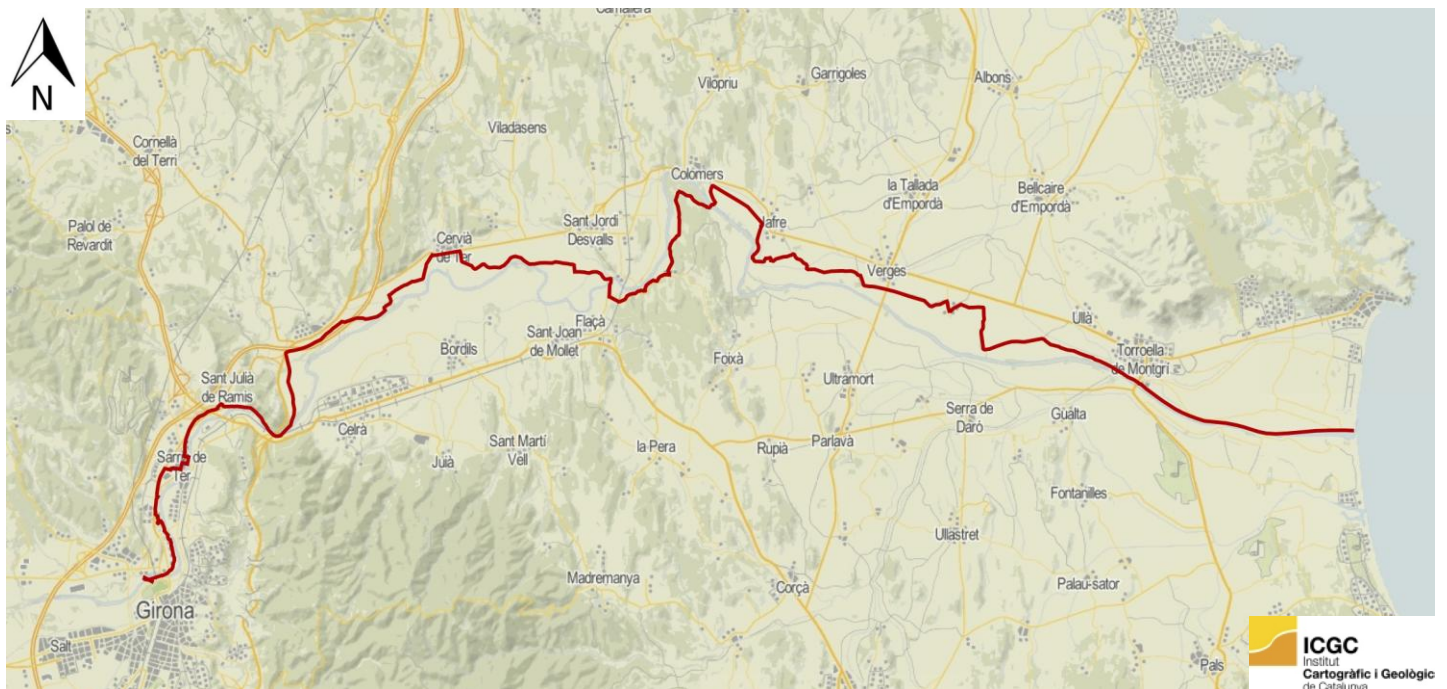 N
Camallera
Vilopriu
Garrigoles
Albons
Cornellà
del Terri
Viladasens
Colomers
la Tallada
d'Empordà
Bellcaire
d'Empordà
Palol de
Revardit
Sant Jordi
Desvalls
Jafre
Cervià
de Ter
Verges
Flaçà
Sant Joan
de Mollet
Bordils
Foixà
Ullà
Torroella
de Montgrí
Sant Julià
de Ramis
Ultramort
Celrà
Serra de
Daró
Gualta
Sarrià de
Ter
Juià
Sant Martí
Vell
la Pera
Rupià
Parlavà
Fontanilles
Ullastret
Madremanya
Corçà
Palau-sator
Girona
Salt
Pals
ICGC
Institut
Cartogràfic i Geològic
de Catalunya